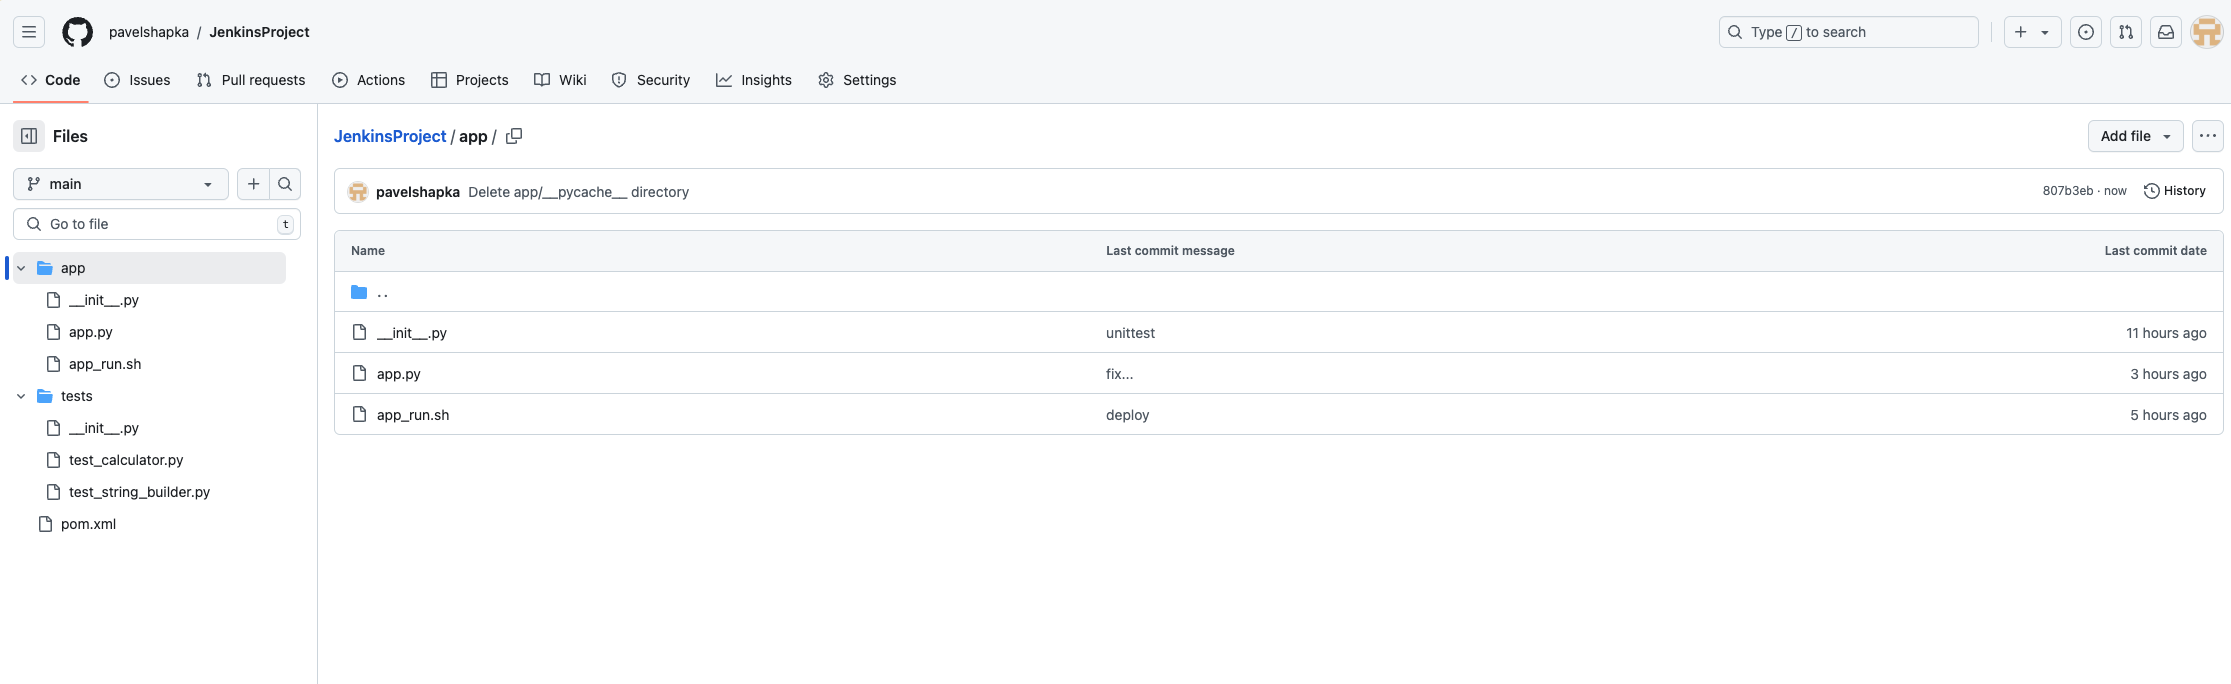 pavelshapka / JenkinsProject
Type / to search
Code
Issues
Pull requests
Actions
Projects
Wiki
Security
Insights
Settings
Files
main
Go to file
t
app
__init__.py
app.py
app_run.sh
tests
__init__.py
test_calculator.py
test_string_builder.py
pom.xml
JenkinsProject / app /
Add file
pavelshapka Delete app/__pycache__ directory
807b3eb · now
History
Name Last commit message Last commit date
..
__init__.py unittest 11 hours ago
app.py fix... 3 hours ago
app_run.sh deploy 5 hours ago